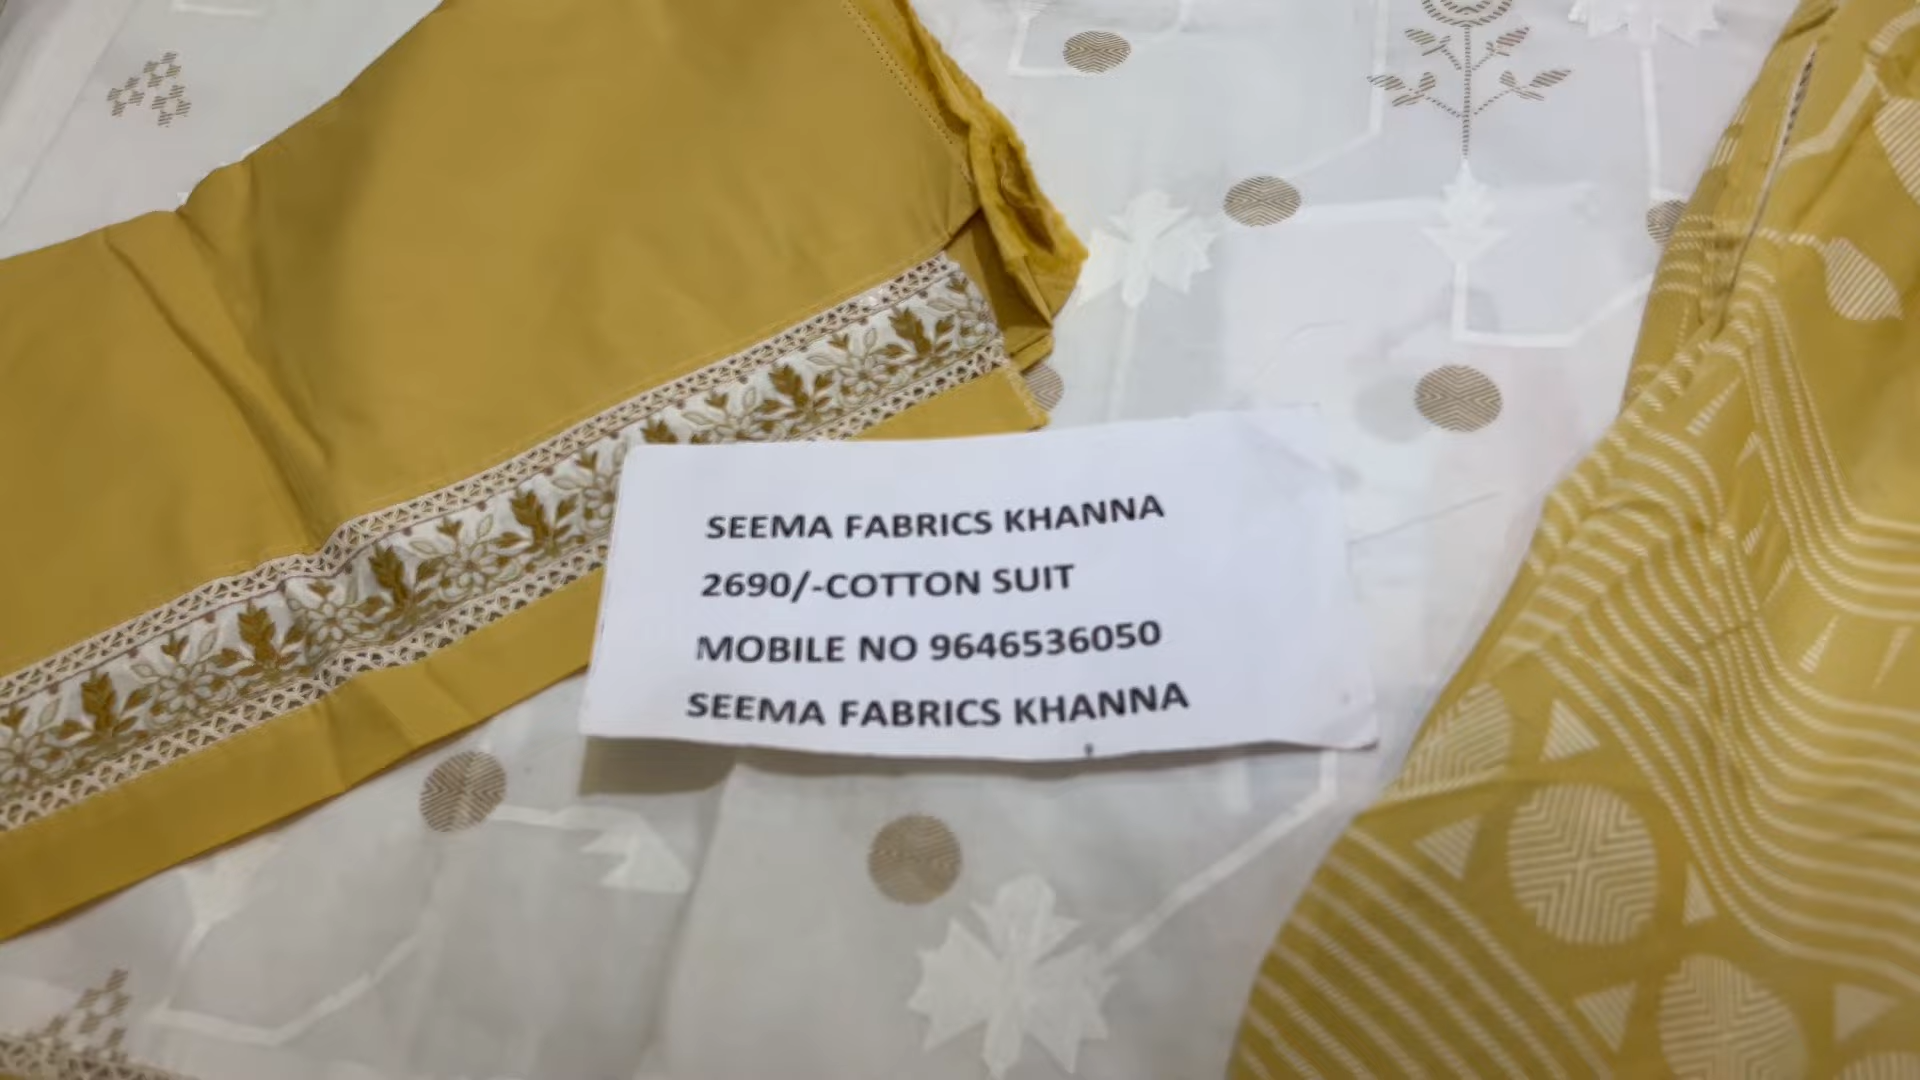 SEEMA FABRICS KHANNA
2690/-COTTON SUIT
MOBILE NO 9646536050
SEEMA FABRICS KHANNA